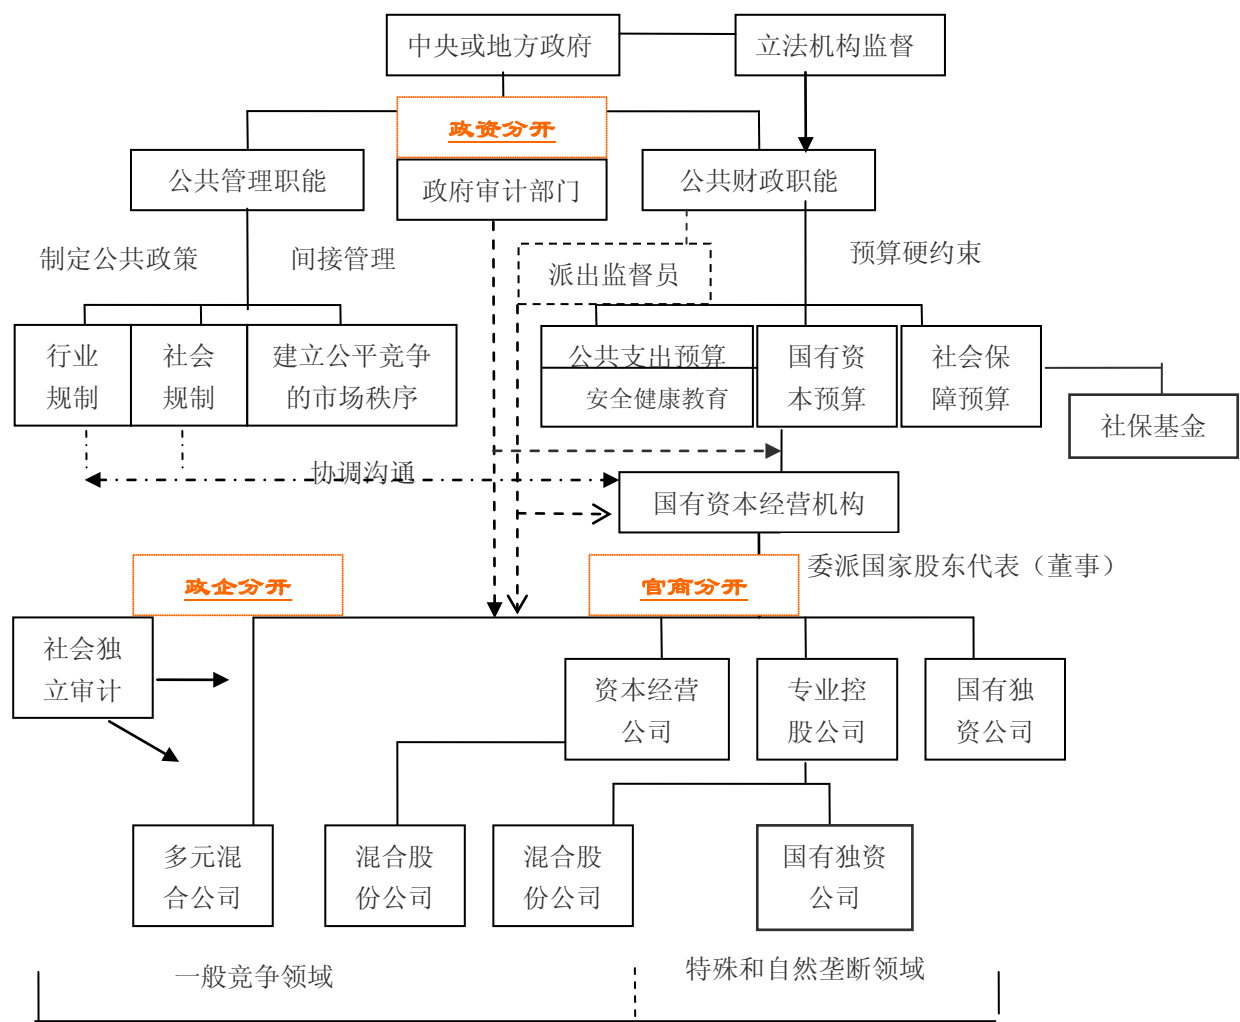 中央或地方政府
立法机构监督
政资分开
公共管理职能
政府审计部门
公共财政职能
制定公共政策
间接管理
派出监督员
预算硬约束
行业
规制
社会
规制
建立公平竞争
的市场秩序
公共支出预算
安全健康教育
国有资
本预算
社会保
障预算
社保基金
协调沟通
国有资本经营机构
政企分开
官商分开
委派国家股东代表（董事）
社会独
立审计
资本经营
公司
专业控
股公司
国有独
资公司
多元混
合公司
混合股
份公司
混合股
份公司
国有独资
公司
一般竞争领域
特殊和自然垄断领域